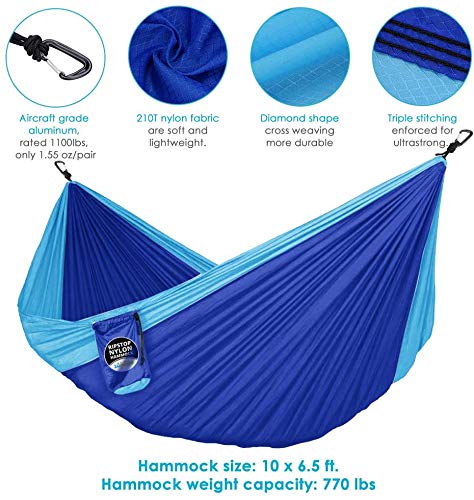 Aircraft grade
aluminum,
rated 1100lbs,
only 1.55 oz/pair
210T nylon fabric
are soft and
lightweight.
Diamond shape
cross weaving
more durable
Triple stitching
enforced for
ultrastrong.
RIPSTOP
NYLON
HAMMOCK
Hammock size: 10 x 6.5 ft.
Hammock weight capacity: 770 lbs